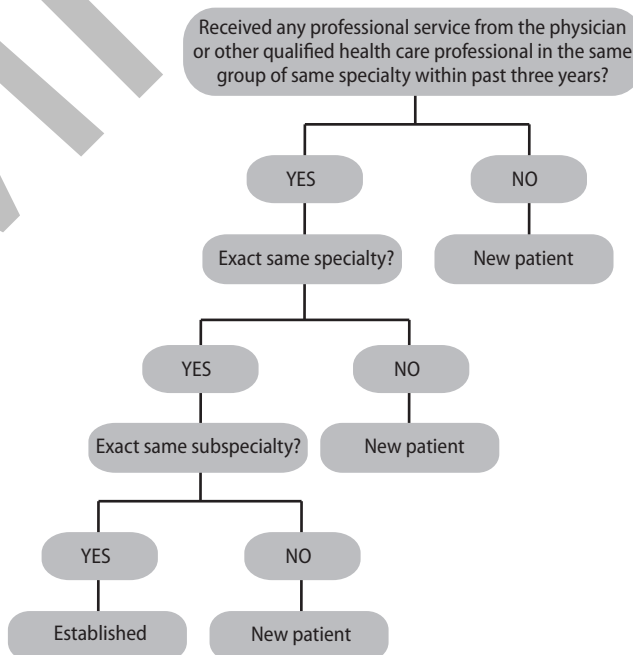 Received any professional service from the physician
or other qualified health care professional in the same
group of same specialty within past three years?
YES
NO
Exact same specialty?
New patient
YES
NO
Exact same subspecialty?
New patient
YES
NO
Established
New patient